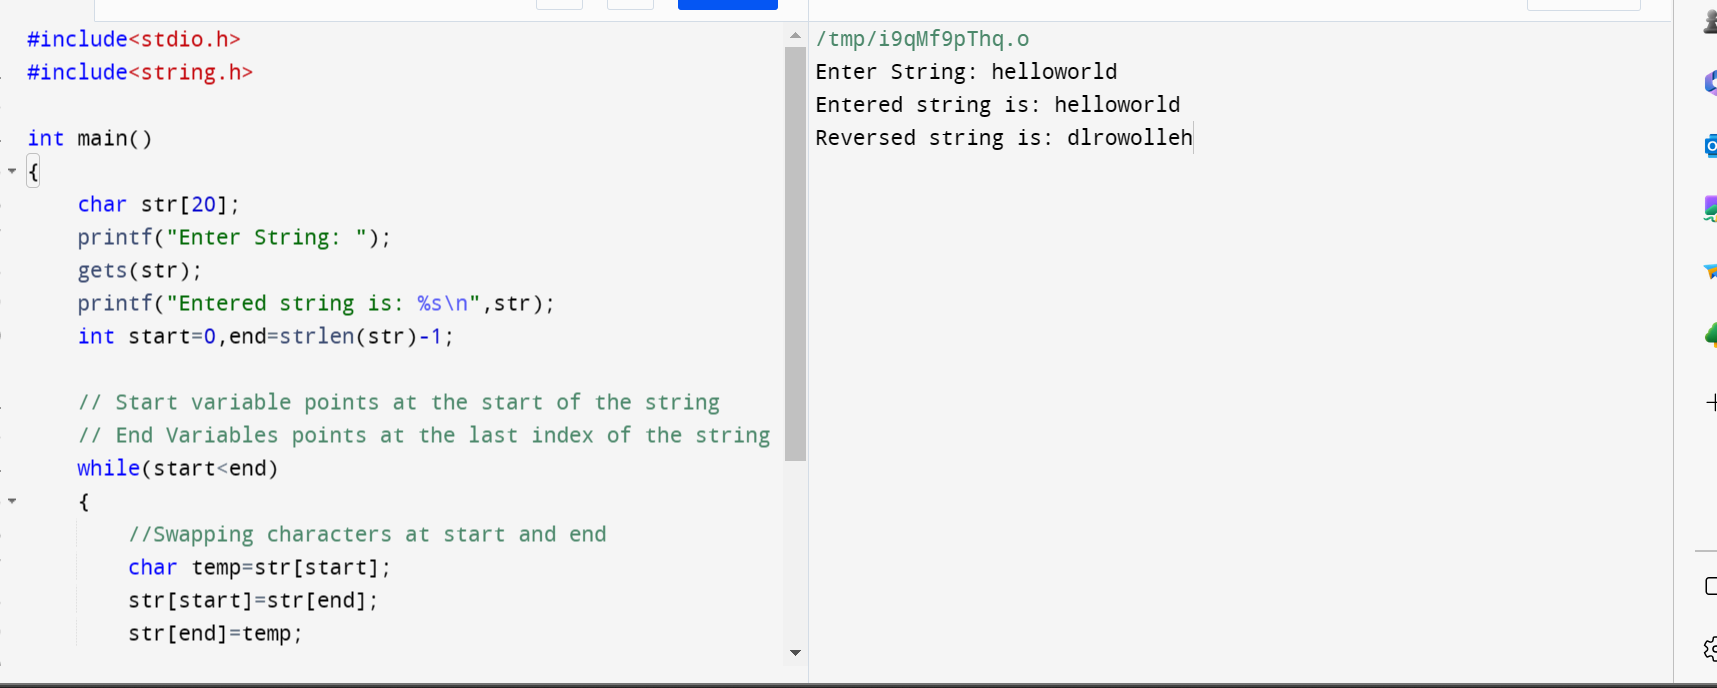 #include<stdio.h>
#include<string.h>
int main()
{
char str[20];
printf("Enter String: ");
gets(str);
printf("Entered string is: %s\n",str);
int start=0,end=strlen(str)-1;
// Start variable points at the start of the string
// End Variables points at the last index of the string
while(start<end)
{
//Swapping characters at start and end
char temp=str[start];
str[start]=str[end];
str[end]=temp;
/tmp/i9qMf9pThq.o
Enter String: helloworld
Entered string is: helloworld
Reversed string is: dlrowolleh